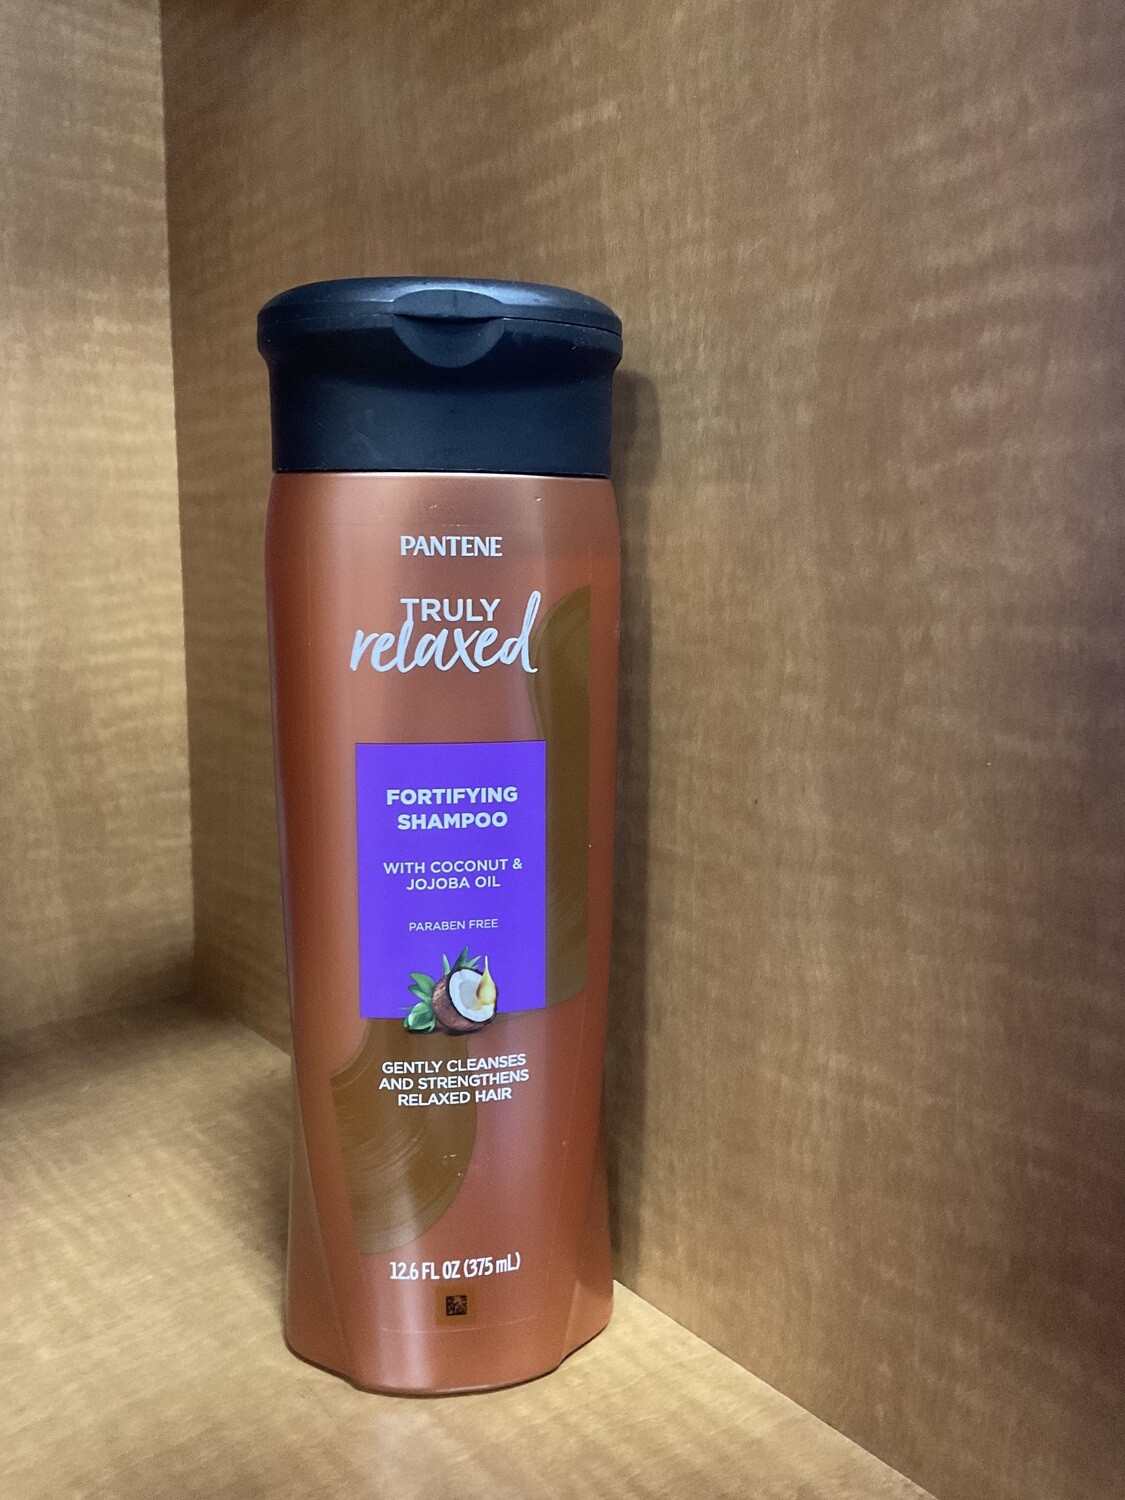 PANTENE
TRULY
relaxed
FORTIFYING
SHAMPOO
WITH COCONUT &
JOJOBA OIL
PARABEN FREE
GENTLY CLEANSES
AND STRENGTHENS
RELAXED HAIR
12.6 FL OZ (375 mL)